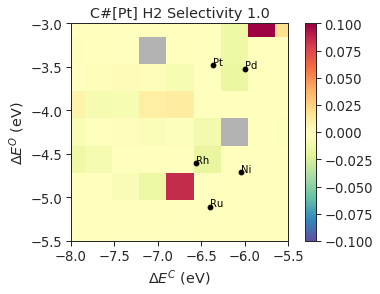 C#[Pt] H2 Selectivity 1.0
ΔE^O (eV)
−3.0
−3.5
−4.0
−4.5
−5.0
−5.5
Pt
Pd
Rh
Ni
Ru
−8.0 −7.5 −7.0 −6.5 −6.0 −5.5
ΔE^C (eV)
0.100
0.075
0.050
0.025
0.000
−0.025
−0.050
−0.075
−0.100